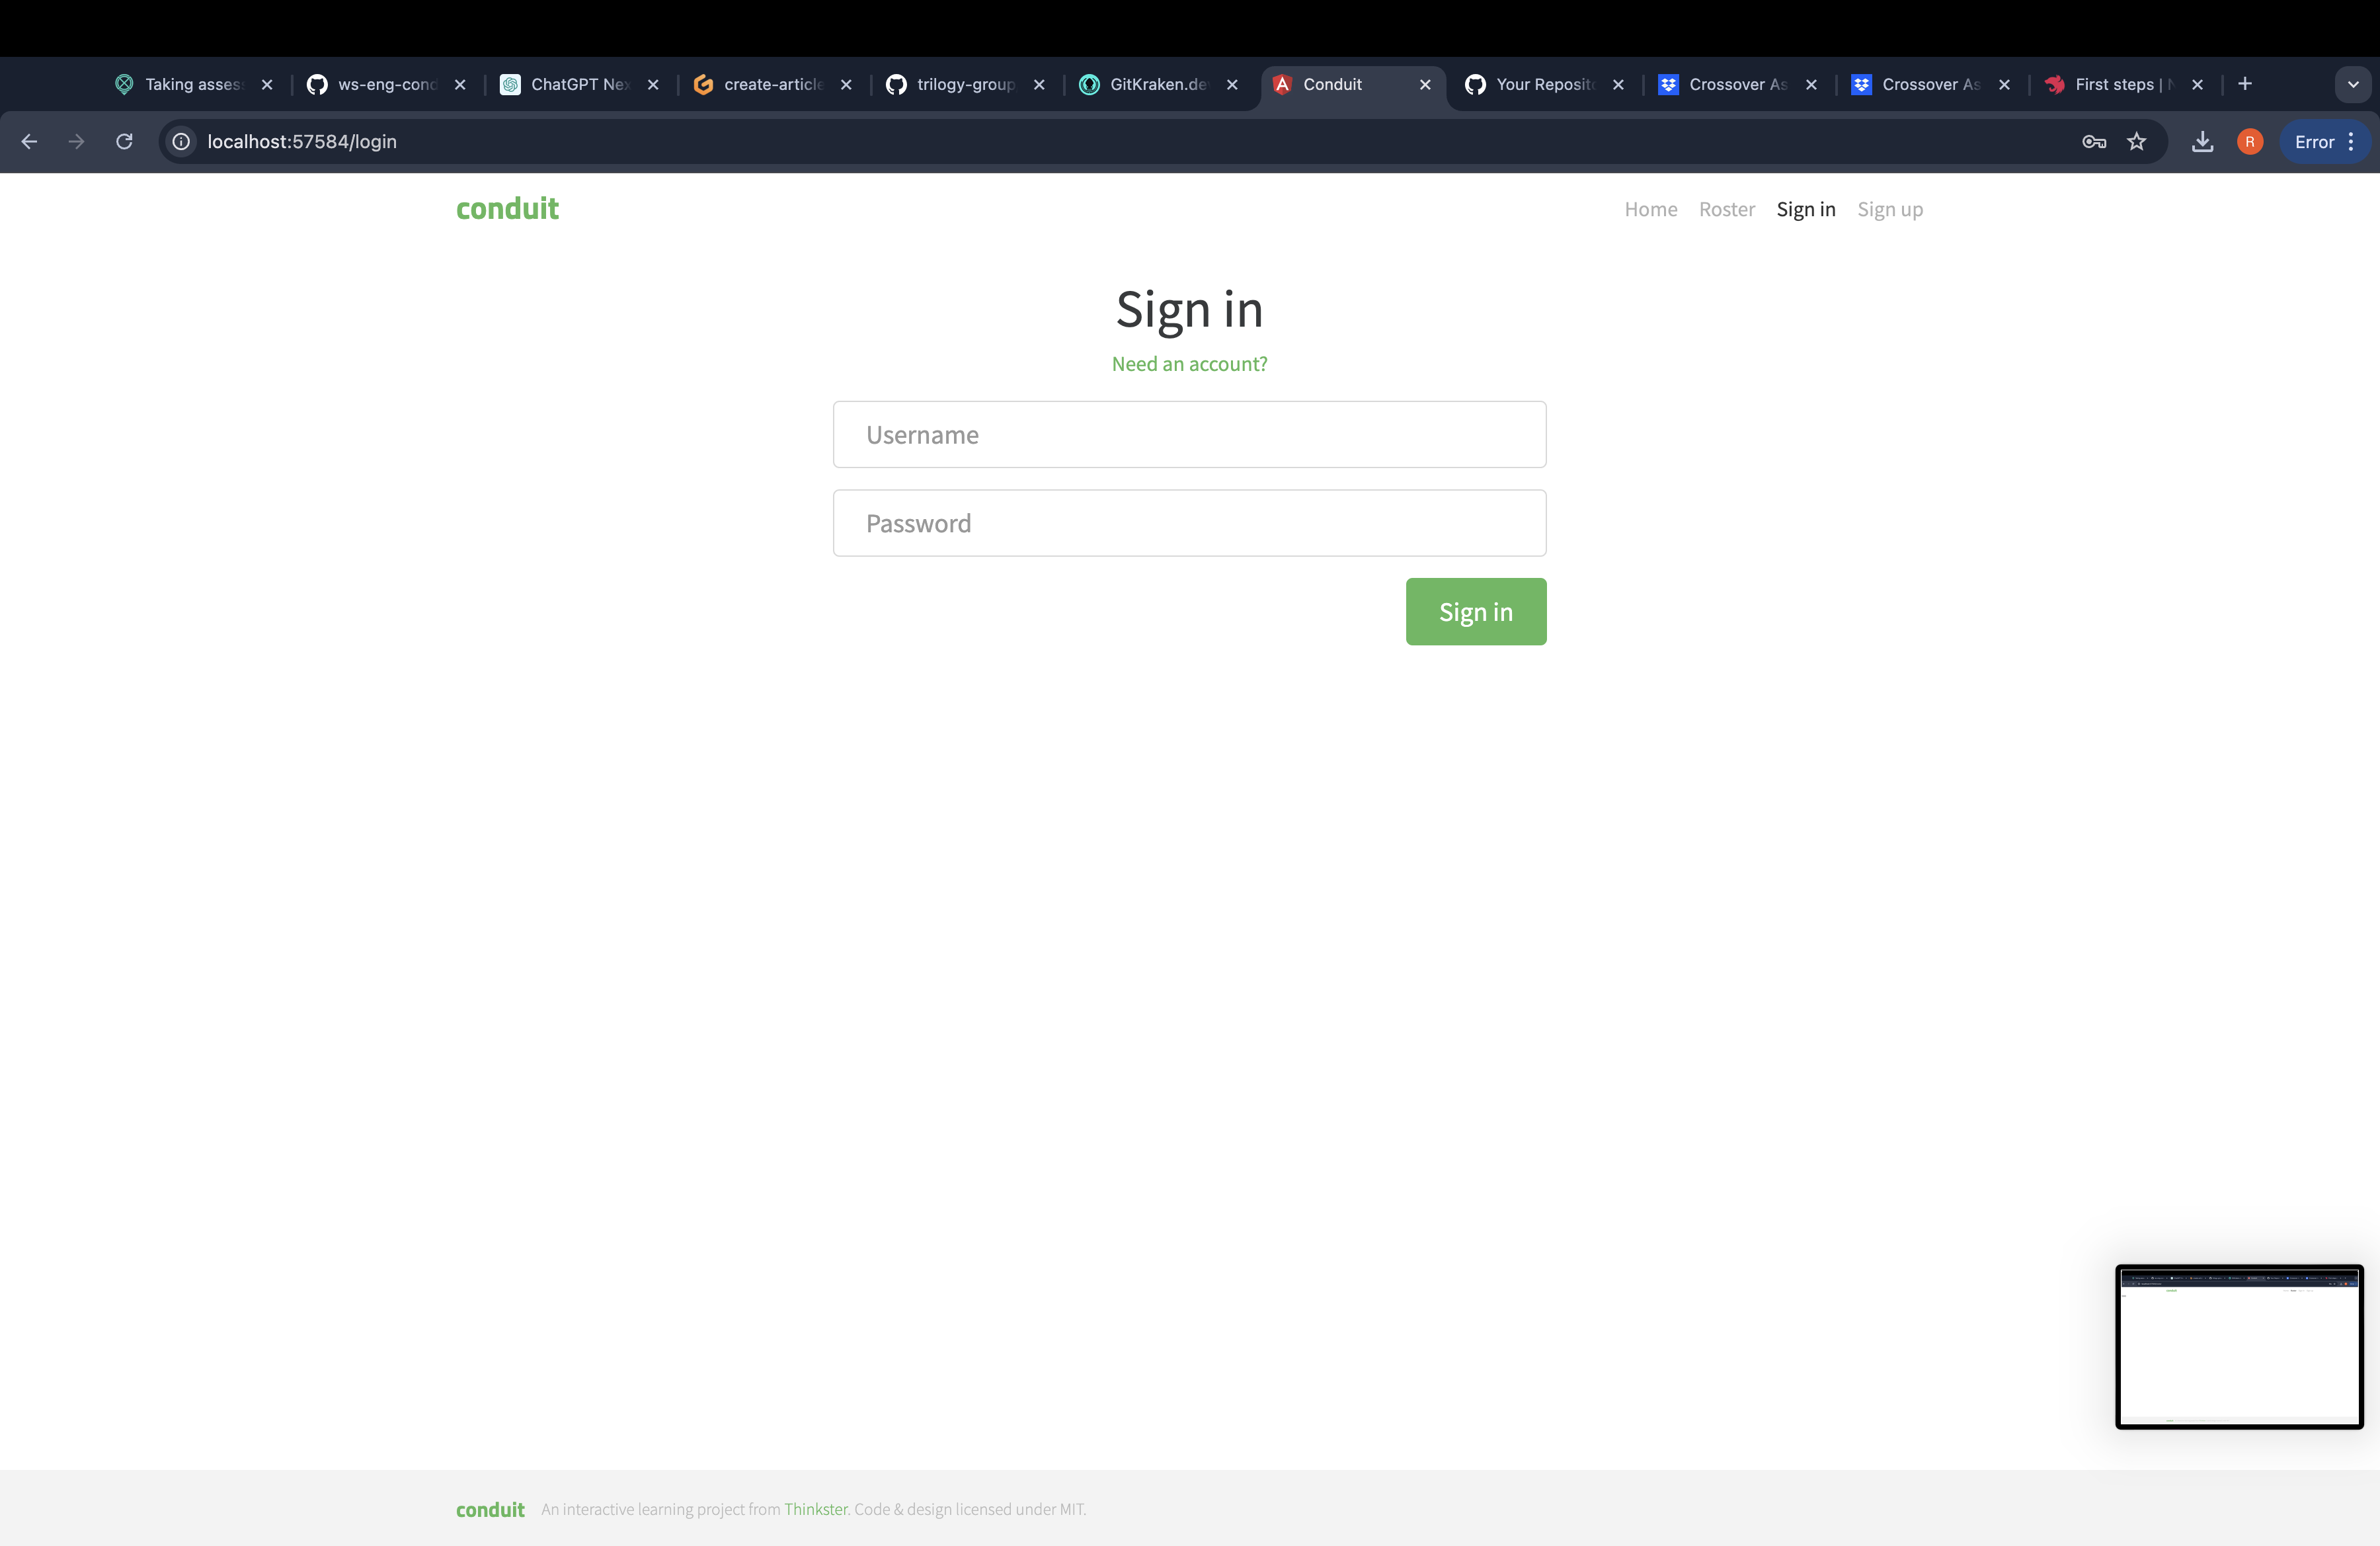 Taking asses
ws-eng-cond
ChatGPT Nex
create-article
trilogy-group
GitKraken.de
Conduit
Your Reposito
Crossover As
Crossover As
First steps | N
localhost:57584/login
R
Error
conduit
Home
Roster
Sign in
Sign up
Sign in
Need an account?
Username
Password
Sign in
conduit An interactive learning project from Thinkster. Code & design licensed under MIT.